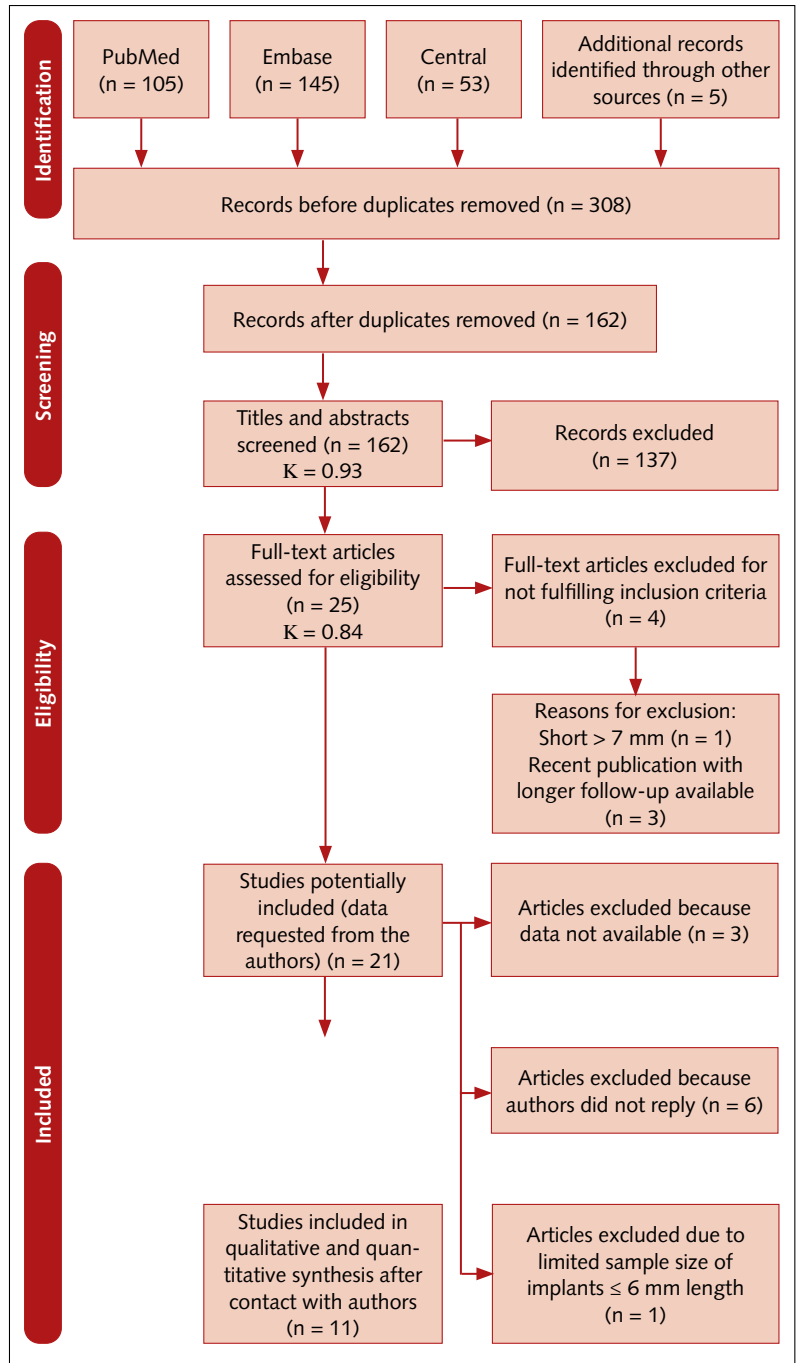 Identification
PubMed
(n = 105)
Embase
(n = 145)
Central
(n = 53)
Additional records
identified through other
sources (n = 5)
Records before duplicates removed (n = 308)
Screening
Records after duplicates removed (n = 162)
Titles and abstracts
screened (n = 162)
K = 0.93
Records excluded
(n = 137)
Eligibility
Full-text articles
assessed for eligibility
(n = 25)
K = 0.84
Full-text articles excluded for
not fulfilling inclusion criteria
(n = 4)
Reasons for exclusion:
Short > 7 mm (n = 1)
Recent publication with
longer follow-up available
(n = 3)
Included
Studies potentially
included (data
requested from the
authors) (n = 21)
Articles excluded because
data not available (n = 3)
Articles excluded because
authors did not reply (n = 6)
Studies included in
qualitative and quan-
titative synthesis after
contact with authors
(n = 11)
Articles excluded due to
limited sample size of
implants ≤ 6 mm length
(n = 1)